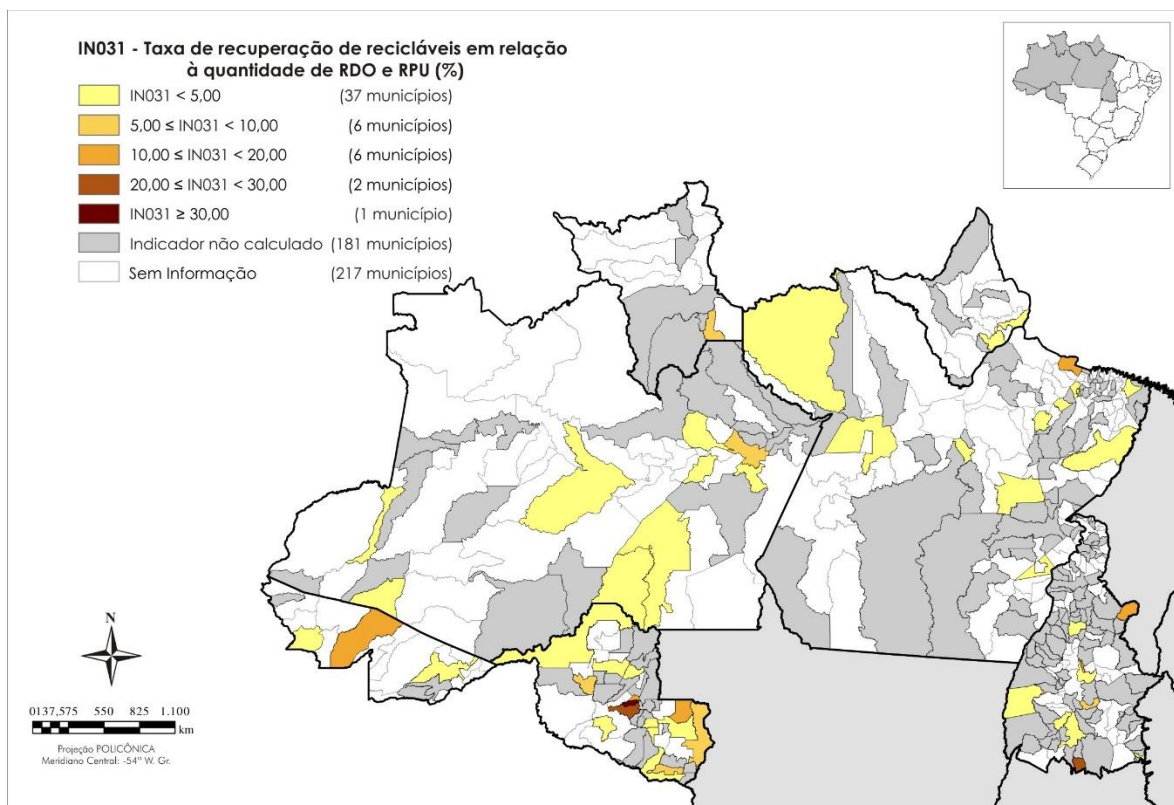 IN031 - Taxa de recuperação de recicláveis em relação
à quantidade de RDO e RPU (%)
IN031 < 5,00 (37 municípios)
5,00 ≤ IN031 < 10,00 (6 municípios)
10,00 ≤ IN031 < 20,00 (6 municípios)
20,00 ≤ IN031 < 30,00 (2 municípios)
IN031 ≥ 30,00 (1 município)
Indicador não calculado (181 municípios)
Sem Informação (217 municípios)
N
0137,575 550 825 1.100
km
Projeção POLICÔNICA
Meridiano Central: -54° W. Gr.